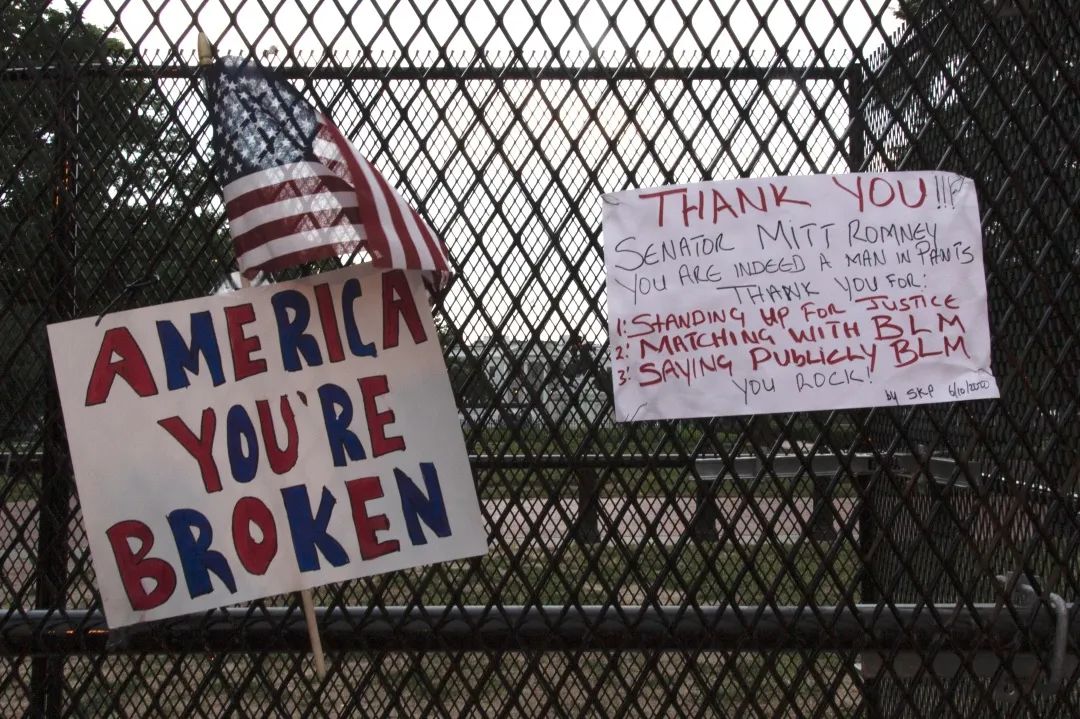 AMERICA
YOU'RE
BROKEN
THANK YOU!!!
SENATOR MITT ROMNEY
YOU ARE INDEED A MAN IN PANTS
THANK YOU FOR:
1: STANDING UP FOR JUSTICE
2: MATCHING WITH BLM
3: SAYING PUBLICLY BLM
YOU ROCK!
by SKP 6/10/2020